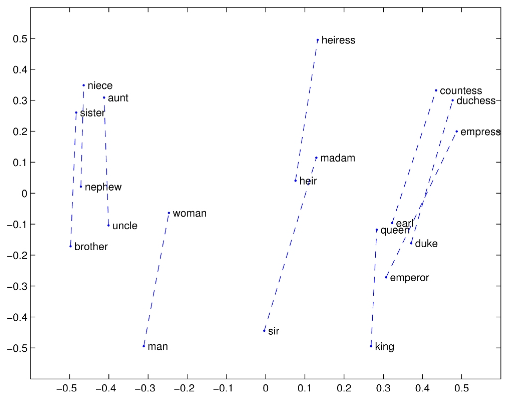 0.5
0.4
0.3
0.2
0.1
0
−0.1
−0.2
−0.3
−0.4
−0.5
heiress
niece
countess
aunt
duchess
sister
empress
madam
heir
nephew
woman
earl
uncle
queen
duke
brother
emperor
sir
man
king
−0.5 −0.4 −0.3 −0.2 −0.1 0 0.1 0.2 0.3 0.4 0.5